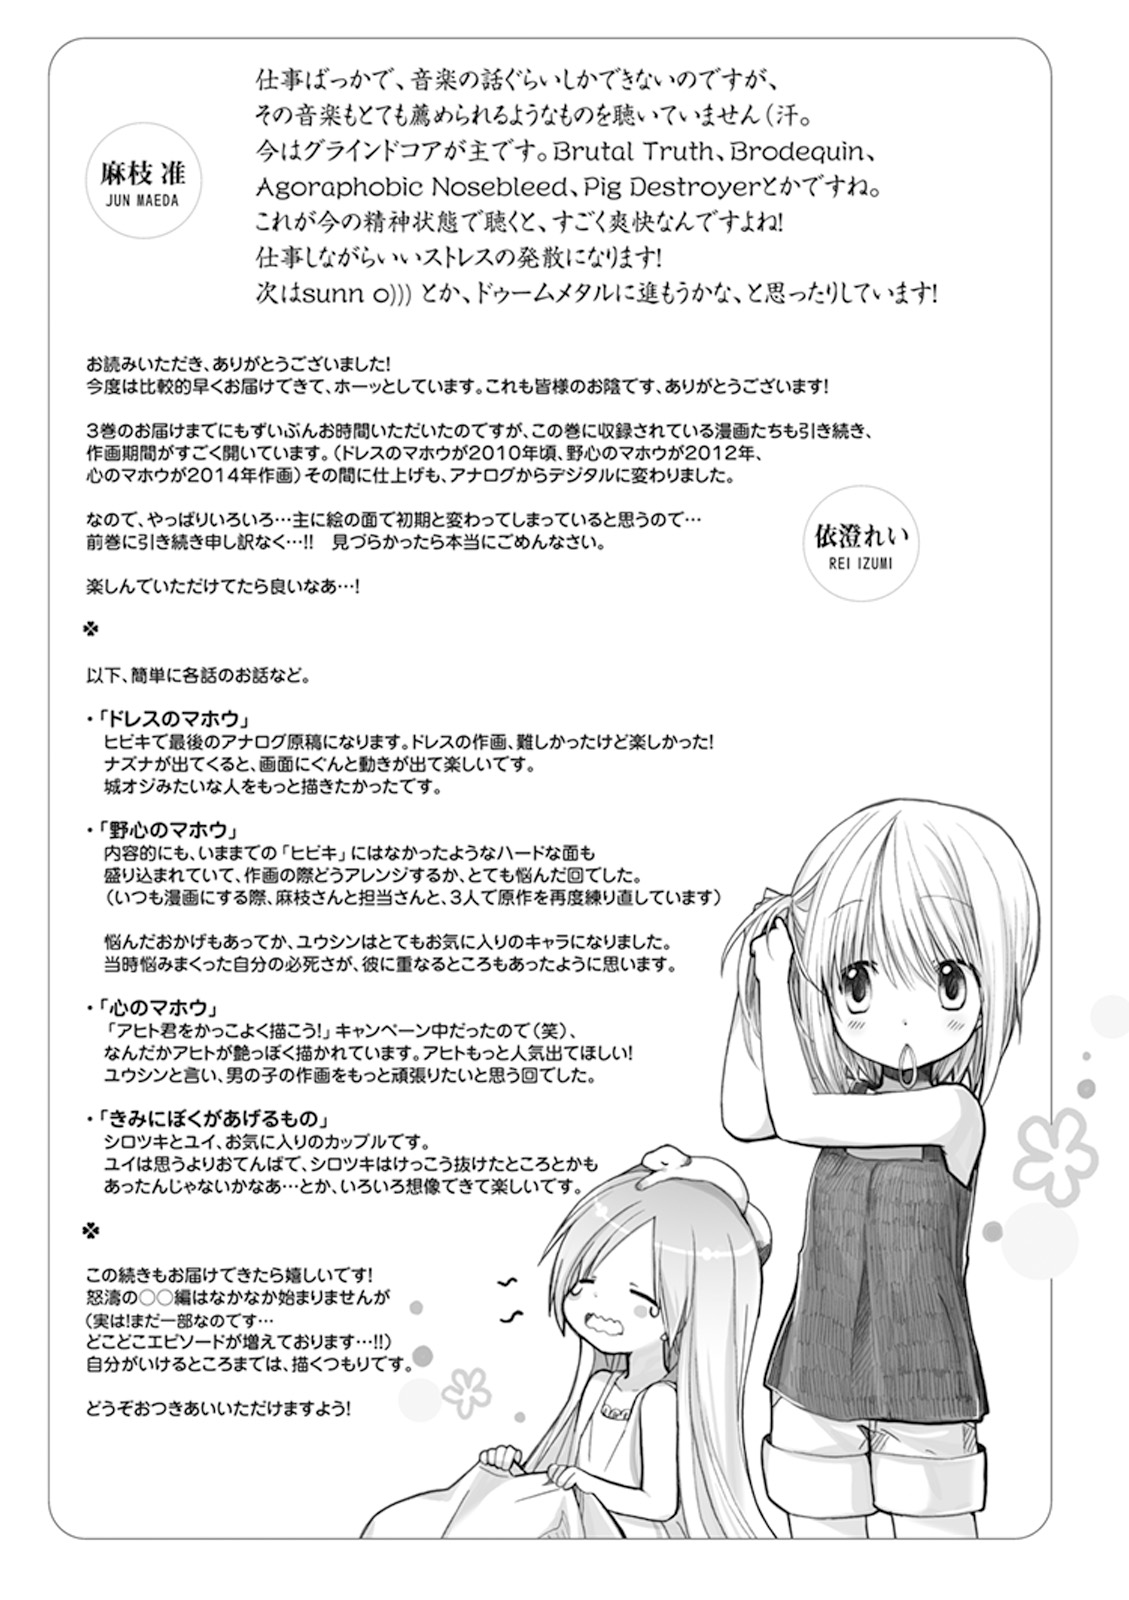 仕事ばっかで、音楽の話ぐらいしかできないのですが、
その音楽もとても薦められるようなものを聴いていません（汗。
今はグラインドコアが主です。Brutal Truth、Brodequin、
Agoraphobic Nosebleed、Pig Destroyerとかですね。
これが今の精神状態で聴くと、すごく爽快なんですよね!
仕事しながらいいストレスの発散になります!
次はsunn o))) とか、ドゥームメタルに進もうかな、と思ったりしています!
麻枝 准
JUN MAEDA
お読みいただき、ありがとうございました!
今度は比較的早くお届けできて、ホーッとしています。これも皆様のお陰です、ありがとうございます!
3巻のお届けまでにもずいぶんお時間いただいたのですが、この巻に収録されている漫画たちも引き続き、
作画期間がすごく開いています。（ドレスのマホウが2010年頃、野心のマホウが2012年、
心のマホウが2014年作画）その間に仕上げも、アナログからデジタルに変わりました。
なので、やっぱりいろいろ…主に絵の面で初期と変わってしまっていると思うので…
前巻に引き続き申し訳なく…!!　見づらかったら本当にごめんなさい。
楽しんでいただけてたら良いなあ…!
依澄れい
REI IZUMI
以下、簡単に各話のお話など。
・「ドレスのマホウ」
ヒビキで最後のアナログ原稿になります。ドレスの作画、難しかったけど楽しかった!
ナズナが出てくると、画面にぐんと動きが出て楽しいです。
城オジみたいな人をもっと描きたかったです。
・「野心のマホウ」
内容的にも、いままでの「ヒビキ」にはなかったようなハードな面も
盛り込まれていて、作画の際どうアレンジするか、とても悩んだ回でした。
（いつも漫画にする際、麻枝さんと担当さんと、3人で原作を再度練り直しています）
悩んだおかげもあってか、ユウシンはとてもお気に入りのキャラになりました。
当時悩みまくった自分の必死さが、彼に重なるところもあったように思います。
・「心のマホウ」
「アヒト君をかっこよく描こう!」キャンペーン中だったので（笑）、
なんだかアヒトが艶っぽく描かれています。アヒトもっと人気出てほしい!
ユウシンと言い、男の子の作画をもっと頑張りたいと思う回でした。
・「きみにぼくがあげるもの」
シロツキとユイ、お気に入りのカップルです。
ユイは思うよりおてんばで、シロツキはけっこう抜けたところとかも
あったんじゃないかなあ…とか、いろいろ想像できて楽しいです。
この続きもお届けできたら嬉しいです!
怒濤の〇〇編はなかなか始まりませんが
（実は!まだ一部なのです…
どこどこエピソードが増えております…!!）
自分がいけるところまでは、描くつもりです。
どうぞおつきあいいただけますよう!